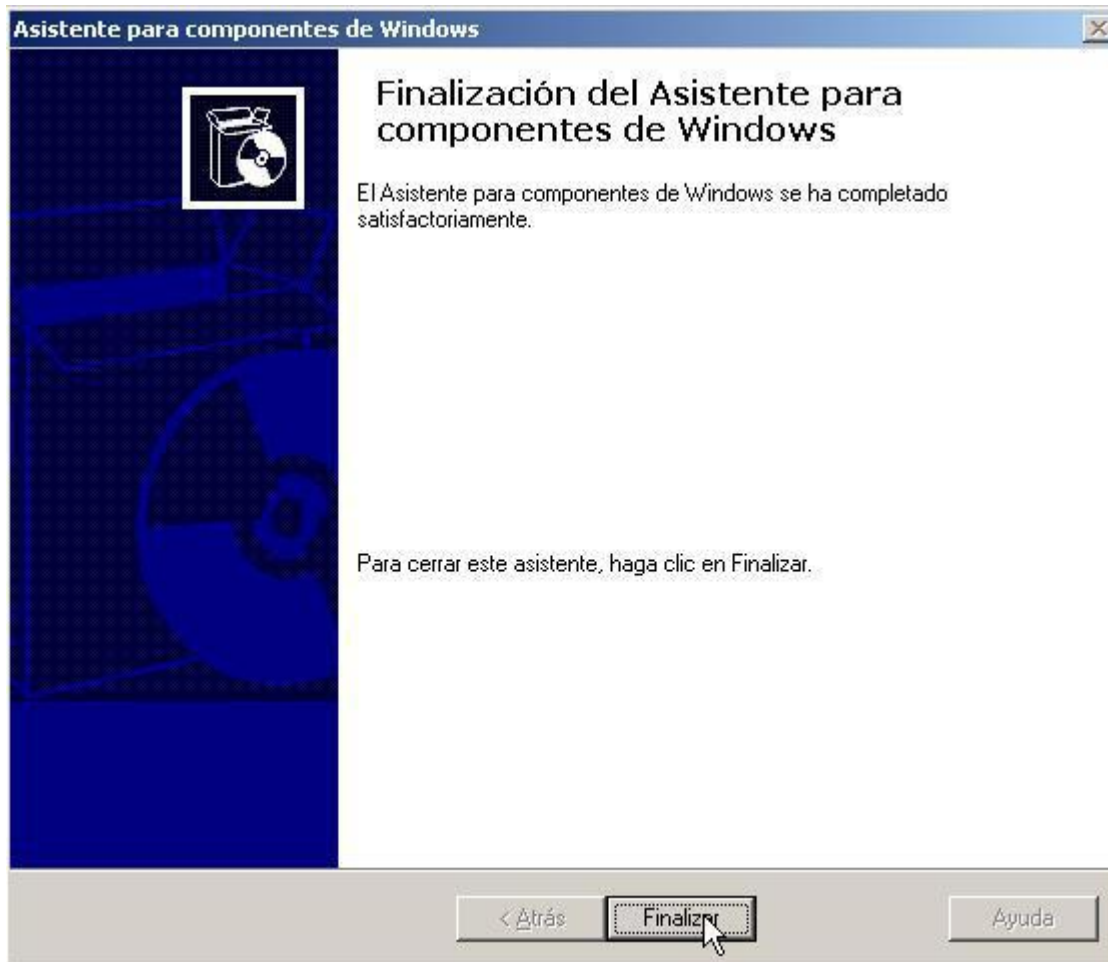 Asistente para componentes de Windows
Finalización del Asistente para
componentes de Windows
El Asistente para componentes de Windows se ha completado
satisfactoriamente.
Para cerrar este asistente, haga clic en Finalizar.
< Atrás
Finalizar
Ayuda